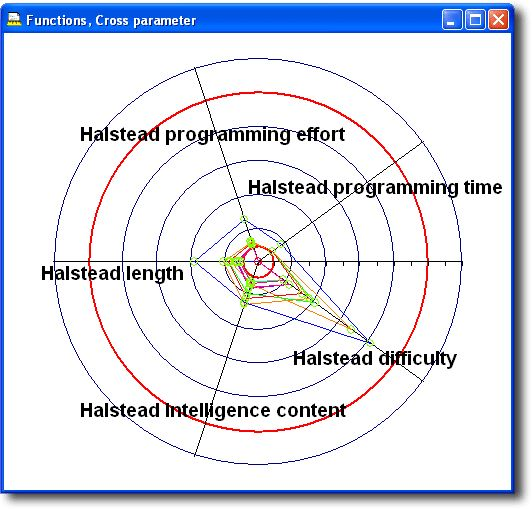 Functions, Cross parameter
Halstead programming effort
Halstead programming time
Halstead length
Halstead difficulty
Halstead intelligence content